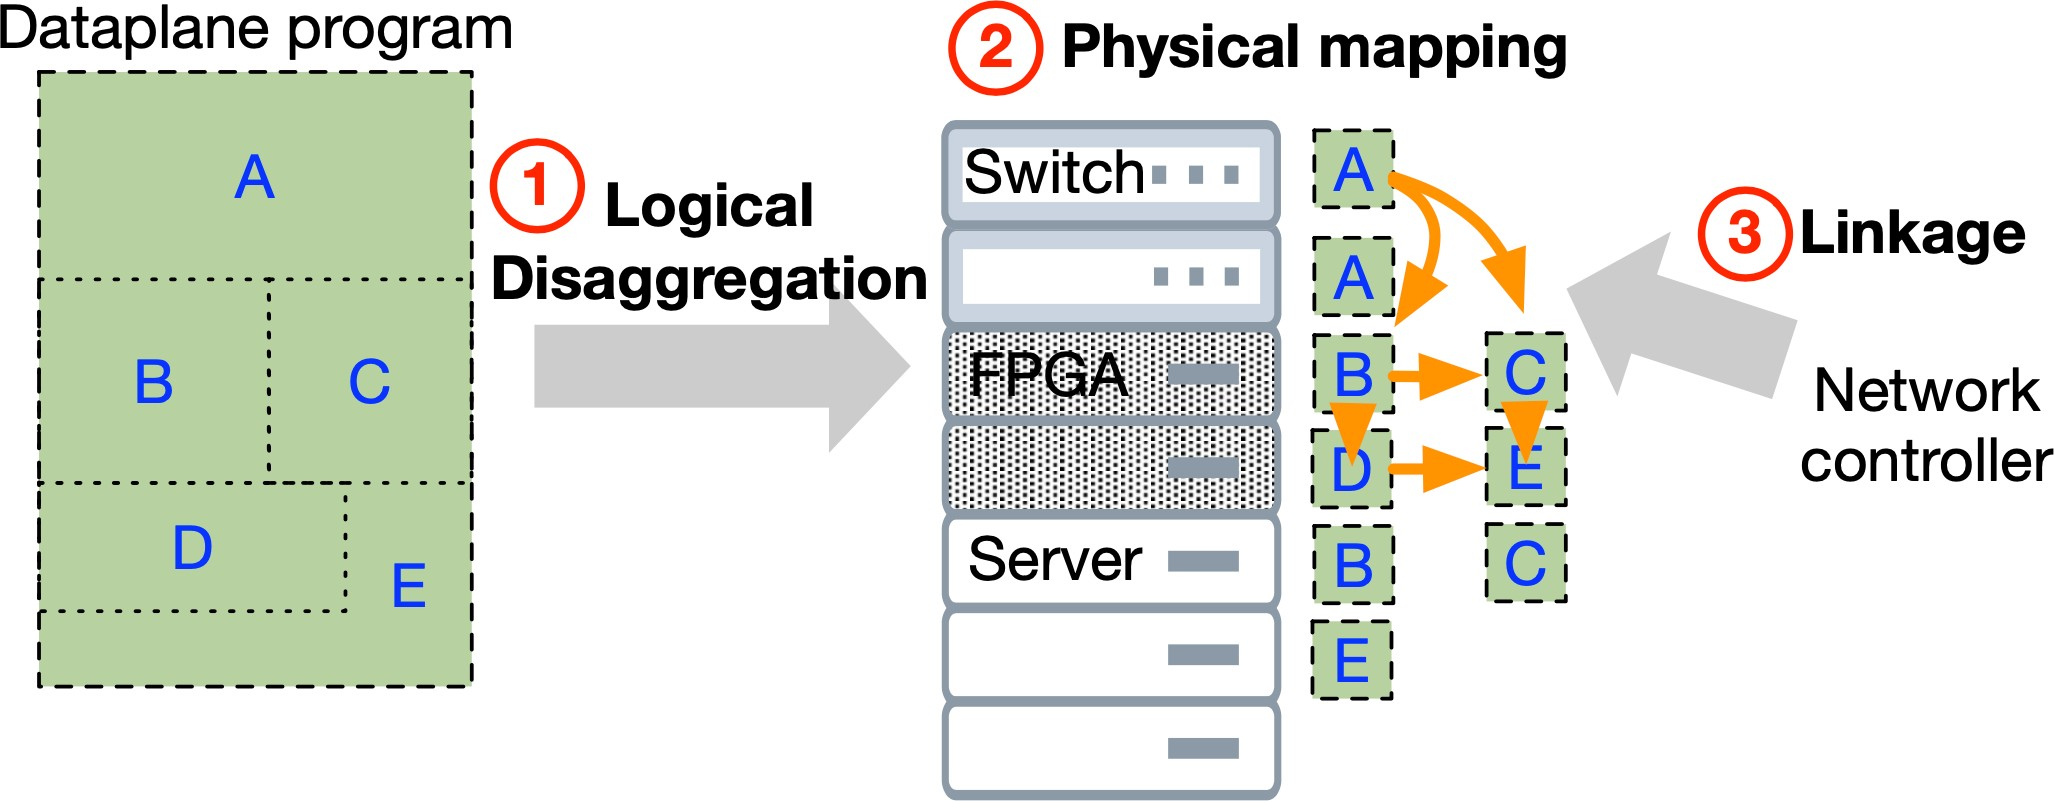 Dataplane program
A
B
C
D
E
1
Logical
Disaggregation
2 Physical mapping
Switch
FPGA
Server
A
A
B C
D E
B C
E
3 Linkage
Network
controller